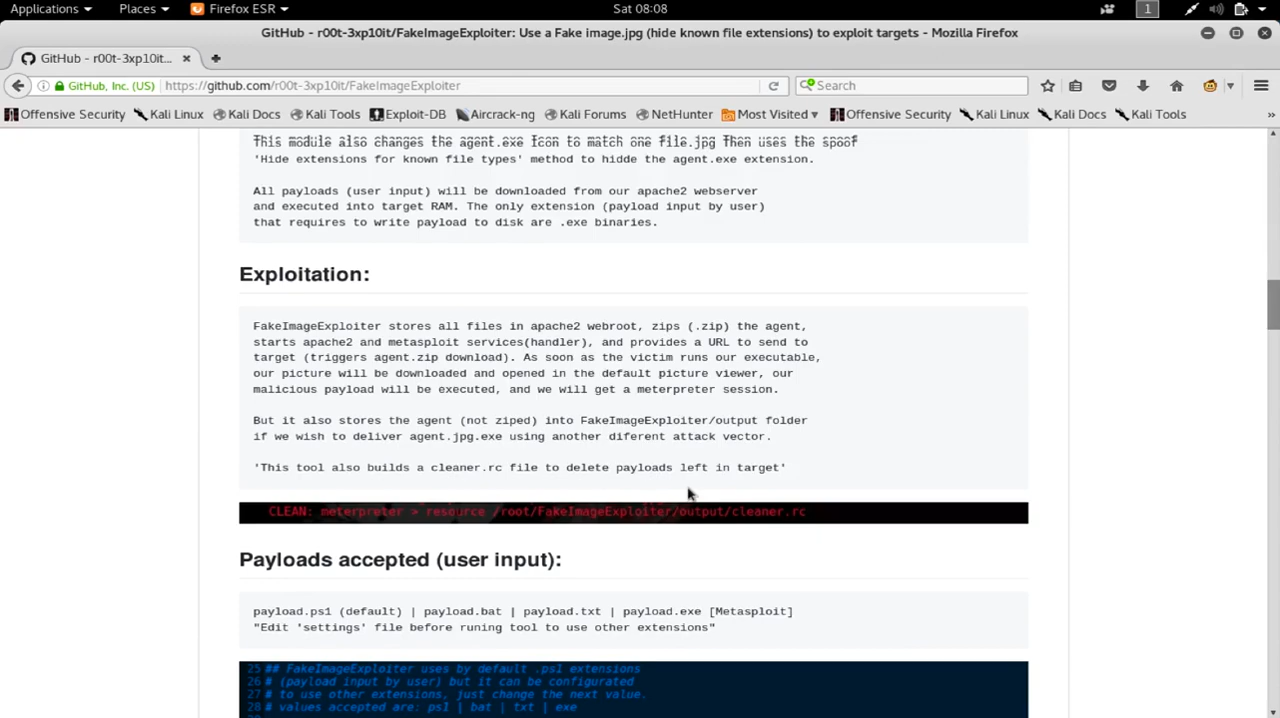 Applications Places Firefox ESR Sat 08:08 1
GitHub - r00t-3xp10it/FakeImageExploiter: Use a Fake image.jpg (hide known file extensions) to exploit targets - Mozilla Firefox
GitHub - r00t-3xp10it...
GitHub, Inc. (US) https://github.com/r00t-3xp10it/FakeImageExploiter Search
Offensive Security Kali Linux Kali Docs Kali Tools Exploit-DB Aircrack-ng Kali Forums NetHunter Most Visited Offensive Security Kali Linux Kali Docs Kali Tools »
This module also changes the agent.exe Icon to match one file.jpg Then uses the spoof
'Hide extensions for known file types' method to hidde the agent.exe extension.
All payloads (user input) will be downloaded from our apache2 webserver
and executed into target RAM. The only extension (payload input by user)
that requires to write payload to disk are .exe binaries.
Exploitation:
FakeImageExploiter stores all files in apache2 webroot, zips (.zip) the agent,
starts apache2 and metasploit services(handler), and provides a URL to send to
target (triggers agent.zip download). As soon as the victim runs our executable,
our picture will be downloaded and opened in the default picture viewer, our
malicious payload will be executed, and we will get a meterpreter session.
But it also stores the agent (not ziped) into FakeImageExploiter/output folder
if we wish to deliver agent.jpg.exe using another diferent attack vector.
'This tool also builds a cleaner.rc file to delete payloads left in target'
CLEAN: meterpreter > resource /root/FakeImageExploiter/output/cleaner.rc
Payloads accepted (user input):
payload.ps1 (default) | payload.bat | payload.txt | payload.exe [Metasploit]
"Edit 'settings' file before runing tool to use other extensions"
25 ## FakeImageExploiter uses by default .ps1 extensions
26 # (payload input by user) but it can be configurated
27 # to use other extensions, just change the next value.
28 # values accepted are: ps1 | bat | txt | exe